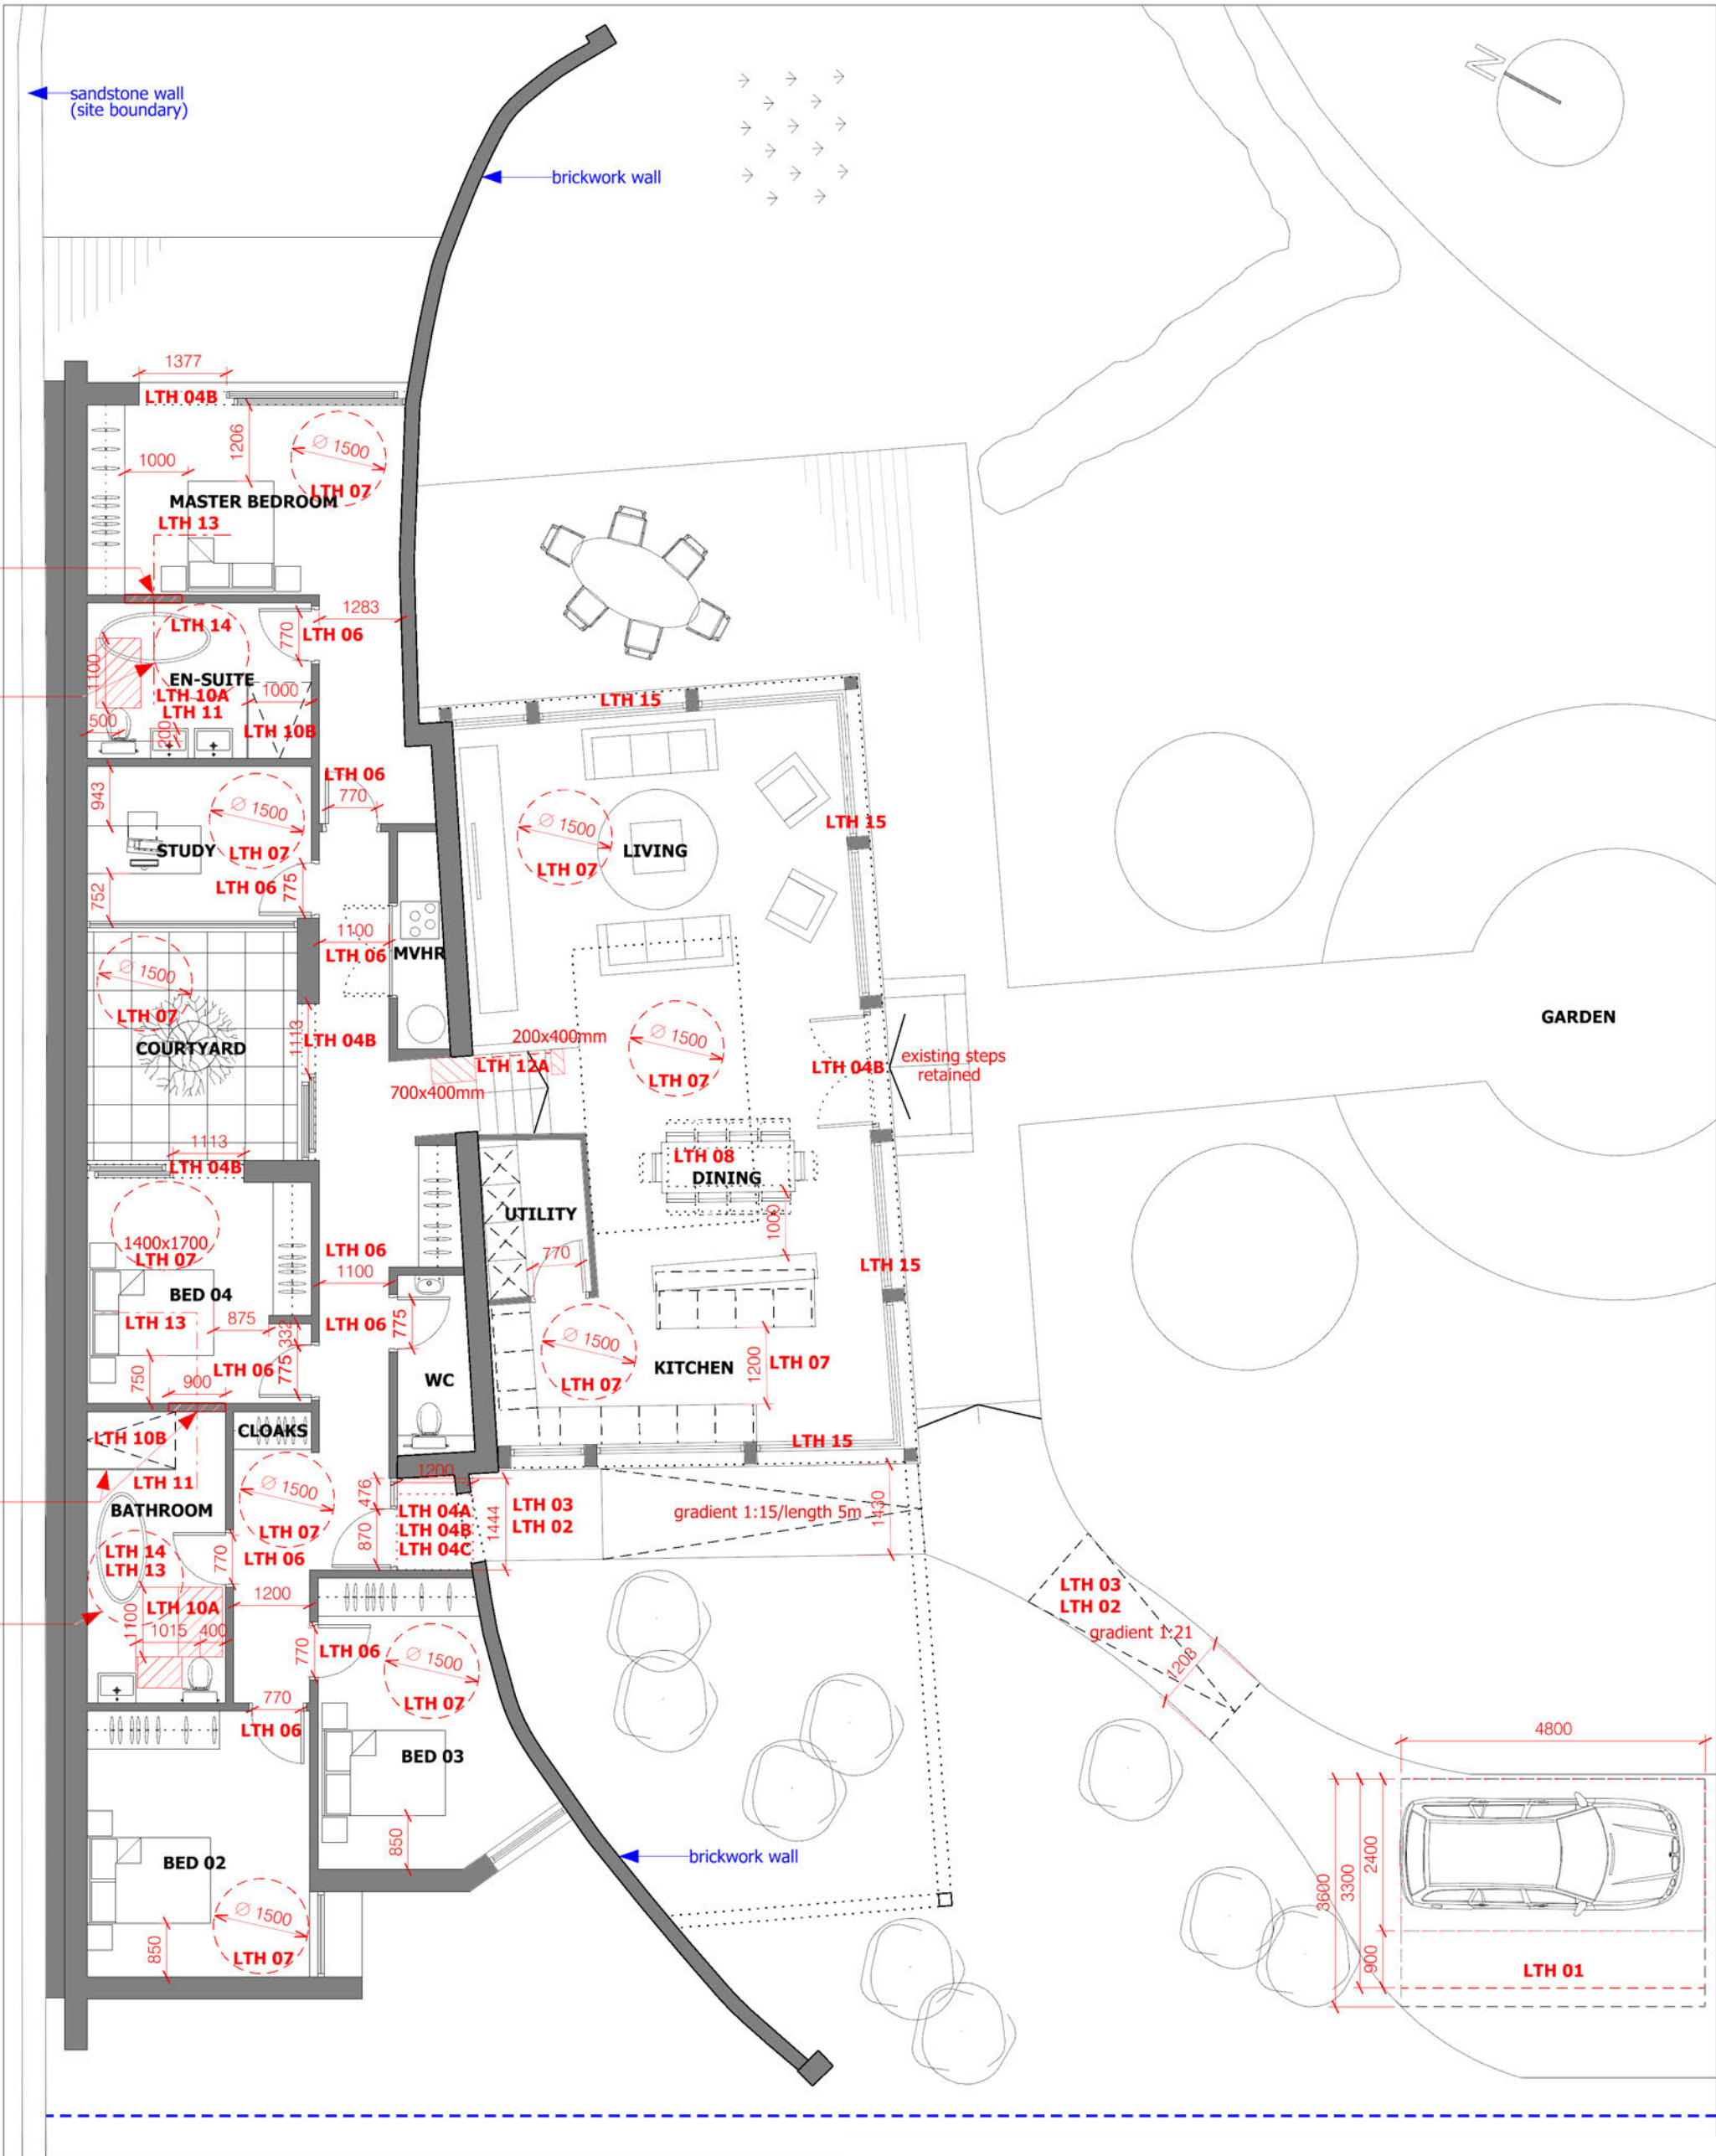 N
sandstone wall
(site boundary)
brickwork wall
1377
LTH 04B
1206
Ø 1500
LTH 07
1000
MASTER BEDROOM
LTH 13
1283
LTH 14
770
LTH 06
1100
EN-SUITE
LTH 10A
1000
LTH 11
500
200
LTH 10B
LTH 15
LTH 06
770
943
Ø 1500
STUDY
LTH 07
LTH 06
775
752
Ø 1500
LIVING
LTH 07
LTH 15
1100
LTH 06
MVHR
Ø 1500
LTH 07
COURTYARD
1113
LTH 04B
200x400mm
LTH 12A
700x400mm
Ø 1500
LTH 07
LTH 04B
existing steps
retained
GARDEN
1113
LTH 04B
LTH 08
DINING
1000
UTILITY
770
LTH 15
1400x1700
LTH 07
BED 04
LTH 13
875
332
LTH 06
775
750
900
LTH 06
1100
LTH 06
775
WC
Ø 1500
LTH 07
KITCHEN
1200
LTH 07
LTH 15
LTH 10B
CLOAKS
LTH 11
BATHROOM
Ø 1500
LTH 07
LTH 06
770
LTH 14
LTH 13
1200
476
870
LTH 04A
LTH 04B
LTH 04C
1444
LTH 03
LTH 02
gradient 1:15/length 5m
1430
LTH 10A
1100
1015
400
1200
LTH 03
LTH 02
gradient 1:21
1208
770
LTH 06
Ø 1500
LTH 07
770
LTH 06
BED 03
850
BED 02
Ø 1500
LTH 07
850
brickwork wall
4800
3600
3300
2400
900
LTH 01